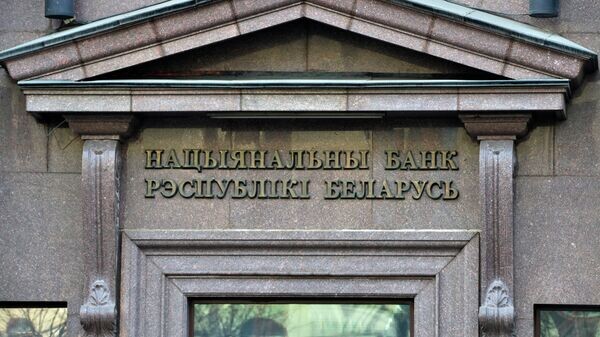 НАЦЫЯНАЛЬНЫ БАНК
РЭСПУБЛІКІ БЕЛАРУСЬ